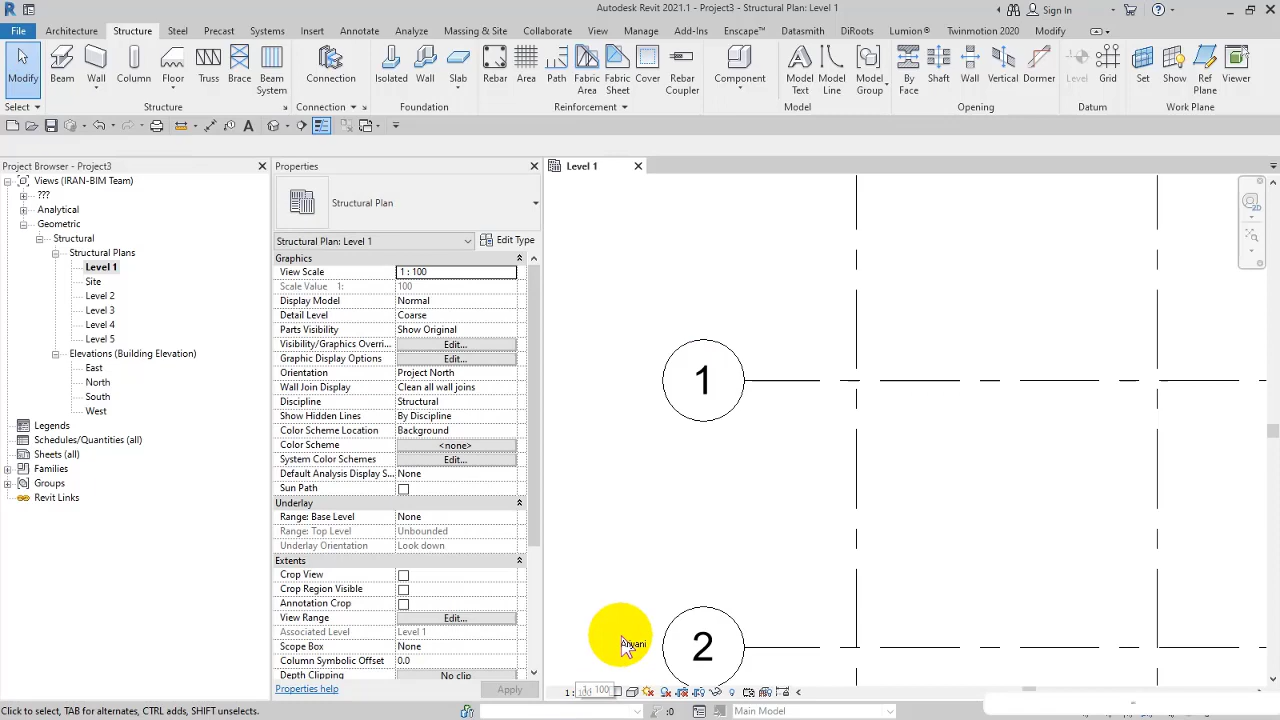 Autodesk Revit 2021.1 - Project3 - Structural Plan: Level 1
Sign In
File Architecture Structure Steel Precast Systems Insert Annotate Analyze Massing & Site Collaborate View Manage Add-Ins Enscape™ Datasmith DiRoots Lumion® Twinmotion 2020 Modify
Modify Beam Wall Column Floor Truss Brace Beam System Connection Isolated Wall Slab Rebar Area Path Fabric Area Fabric Sheet Cover Rebar Coupler Component Model Text Model Line Model Group By Face Shaft Wall Vertical Dormer Level Grid Set Show Ref Plane Viewer
Select Structure Connection Foundation Reinforcement Model Opening Datum Work Plane
Project Browser - Project3
Views (IRAN-BIM Team)
???
Analytical
Geometric
Structural
Structural Plans
Level 1
Site
Level 2
Level 3
Level 4
Level 5
Elevations (Building Elevation)
East
North
South
West
Legends
Schedules/Quantities (all)
Sheets (all)
Families
Groups
Revit Links
Properties
Structural Plan
Structural Plan: Level 1 Edit Type
Graphics
View Scale 1 : 100
Scale Value 1: 100
Display Model Normal
Detail Level Coarse
Parts Visibility Show Original
Visibility/Graphics Overri... Edit...
Graphic Display Options Edit...
Orientation Project North
Wall Join Display Clean all wall joins
Discipline Structural
Show Hidden Lines By Discipline
Color Scheme Location Background
Color Scheme <none>
System Color Schemes Edit...
Default Analysis Display S... None
Sun Path
Underlay
Range: Base Level None
Range: Top Level Unbounded
Underlay Orientation Look down
Extents
Crop View
Crop Region Visible
Annotation Crop
View Range Edit...
Associated Level Level 1
Scope Box None
Column Symbolic Offset 0.0
Depth Clipping No clip
Properties help Apply
Level 1
2D
1
2
1 : 100
Click to select, TAB for alternates, CTRL adds, SHIFT unselects.
:0
Main Model